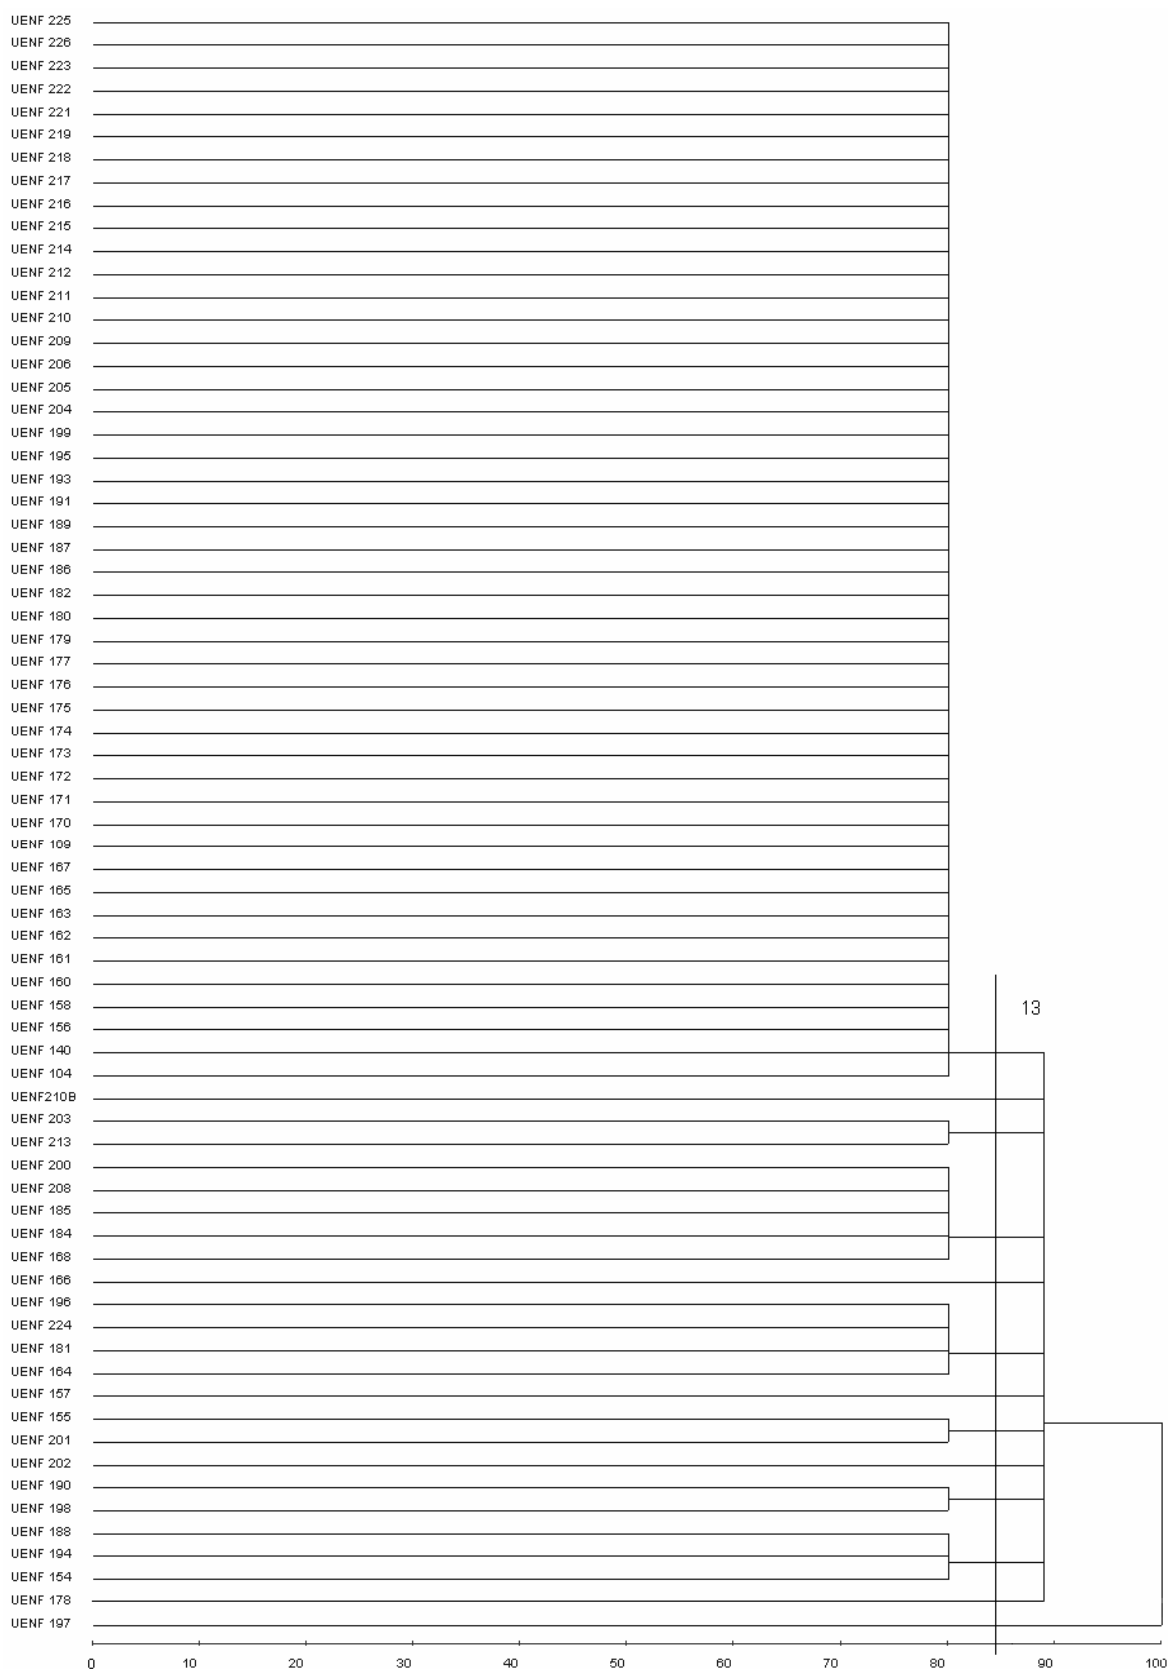 UENF 225
UENF 226
UENF 223
UENF 222
UENF 221
UENF 219
UENF 218
UENF 217
UENF 216
UENF 215
UENF 214
UENF 212
UENF 211
UENF 210
UENF 209
UENF 206
UENF 205
UENF 204
UENF 199
UENF 195
UENF 193
UENF 191
UENF 189
UENF 187
UENF 186
UENF 182
UENF 180
UENF 179
UENF 177
UENF 176
UENF 175
UENF 174
UENF 173
UENF 172
UENF 171
UENF 170
UENF 169
UENF 167
UENF 165
UENF 163
UENF 162
UENF 161
UENF 160
UENF 158
13
UENF 156
UENF 140
UENF 104
UENF210B
UENF 203
UENF 213
UENF 200
UENF 208
UENF 185
UENF 184
UENF 168
UENF 166
UENF 196
UENF 224
UENF 181
UENF 164
UENF 157
UENF 155
UENF 201
UENF 202
UENF 190
UENF 198
UENF 188
UENF 194
UENF 154
UENF 178
UENF 197
0 10 20 30 40 50 60 70 80 90 100